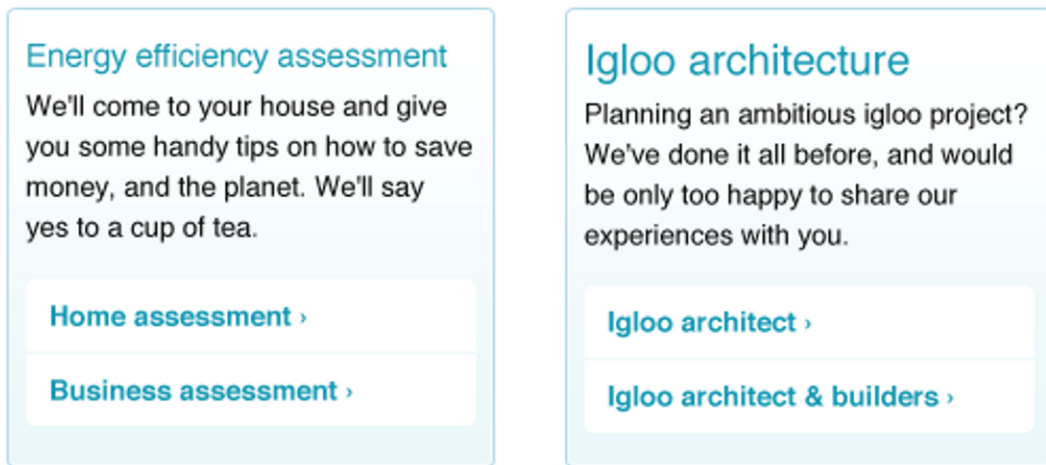 Energy efficiency assessment
We'll come to your house and give
you some handy tips on how to save
money, and the planet. We'll say
yes to a cup of tea.
Home assessment ›
Business assessment ›
Igloo architecture
Planning an ambitious igloo project?
We've done it all before, and would
be only too happy to share our
experiences with you.
Igloo architect ›
Igloo architect & builders ›